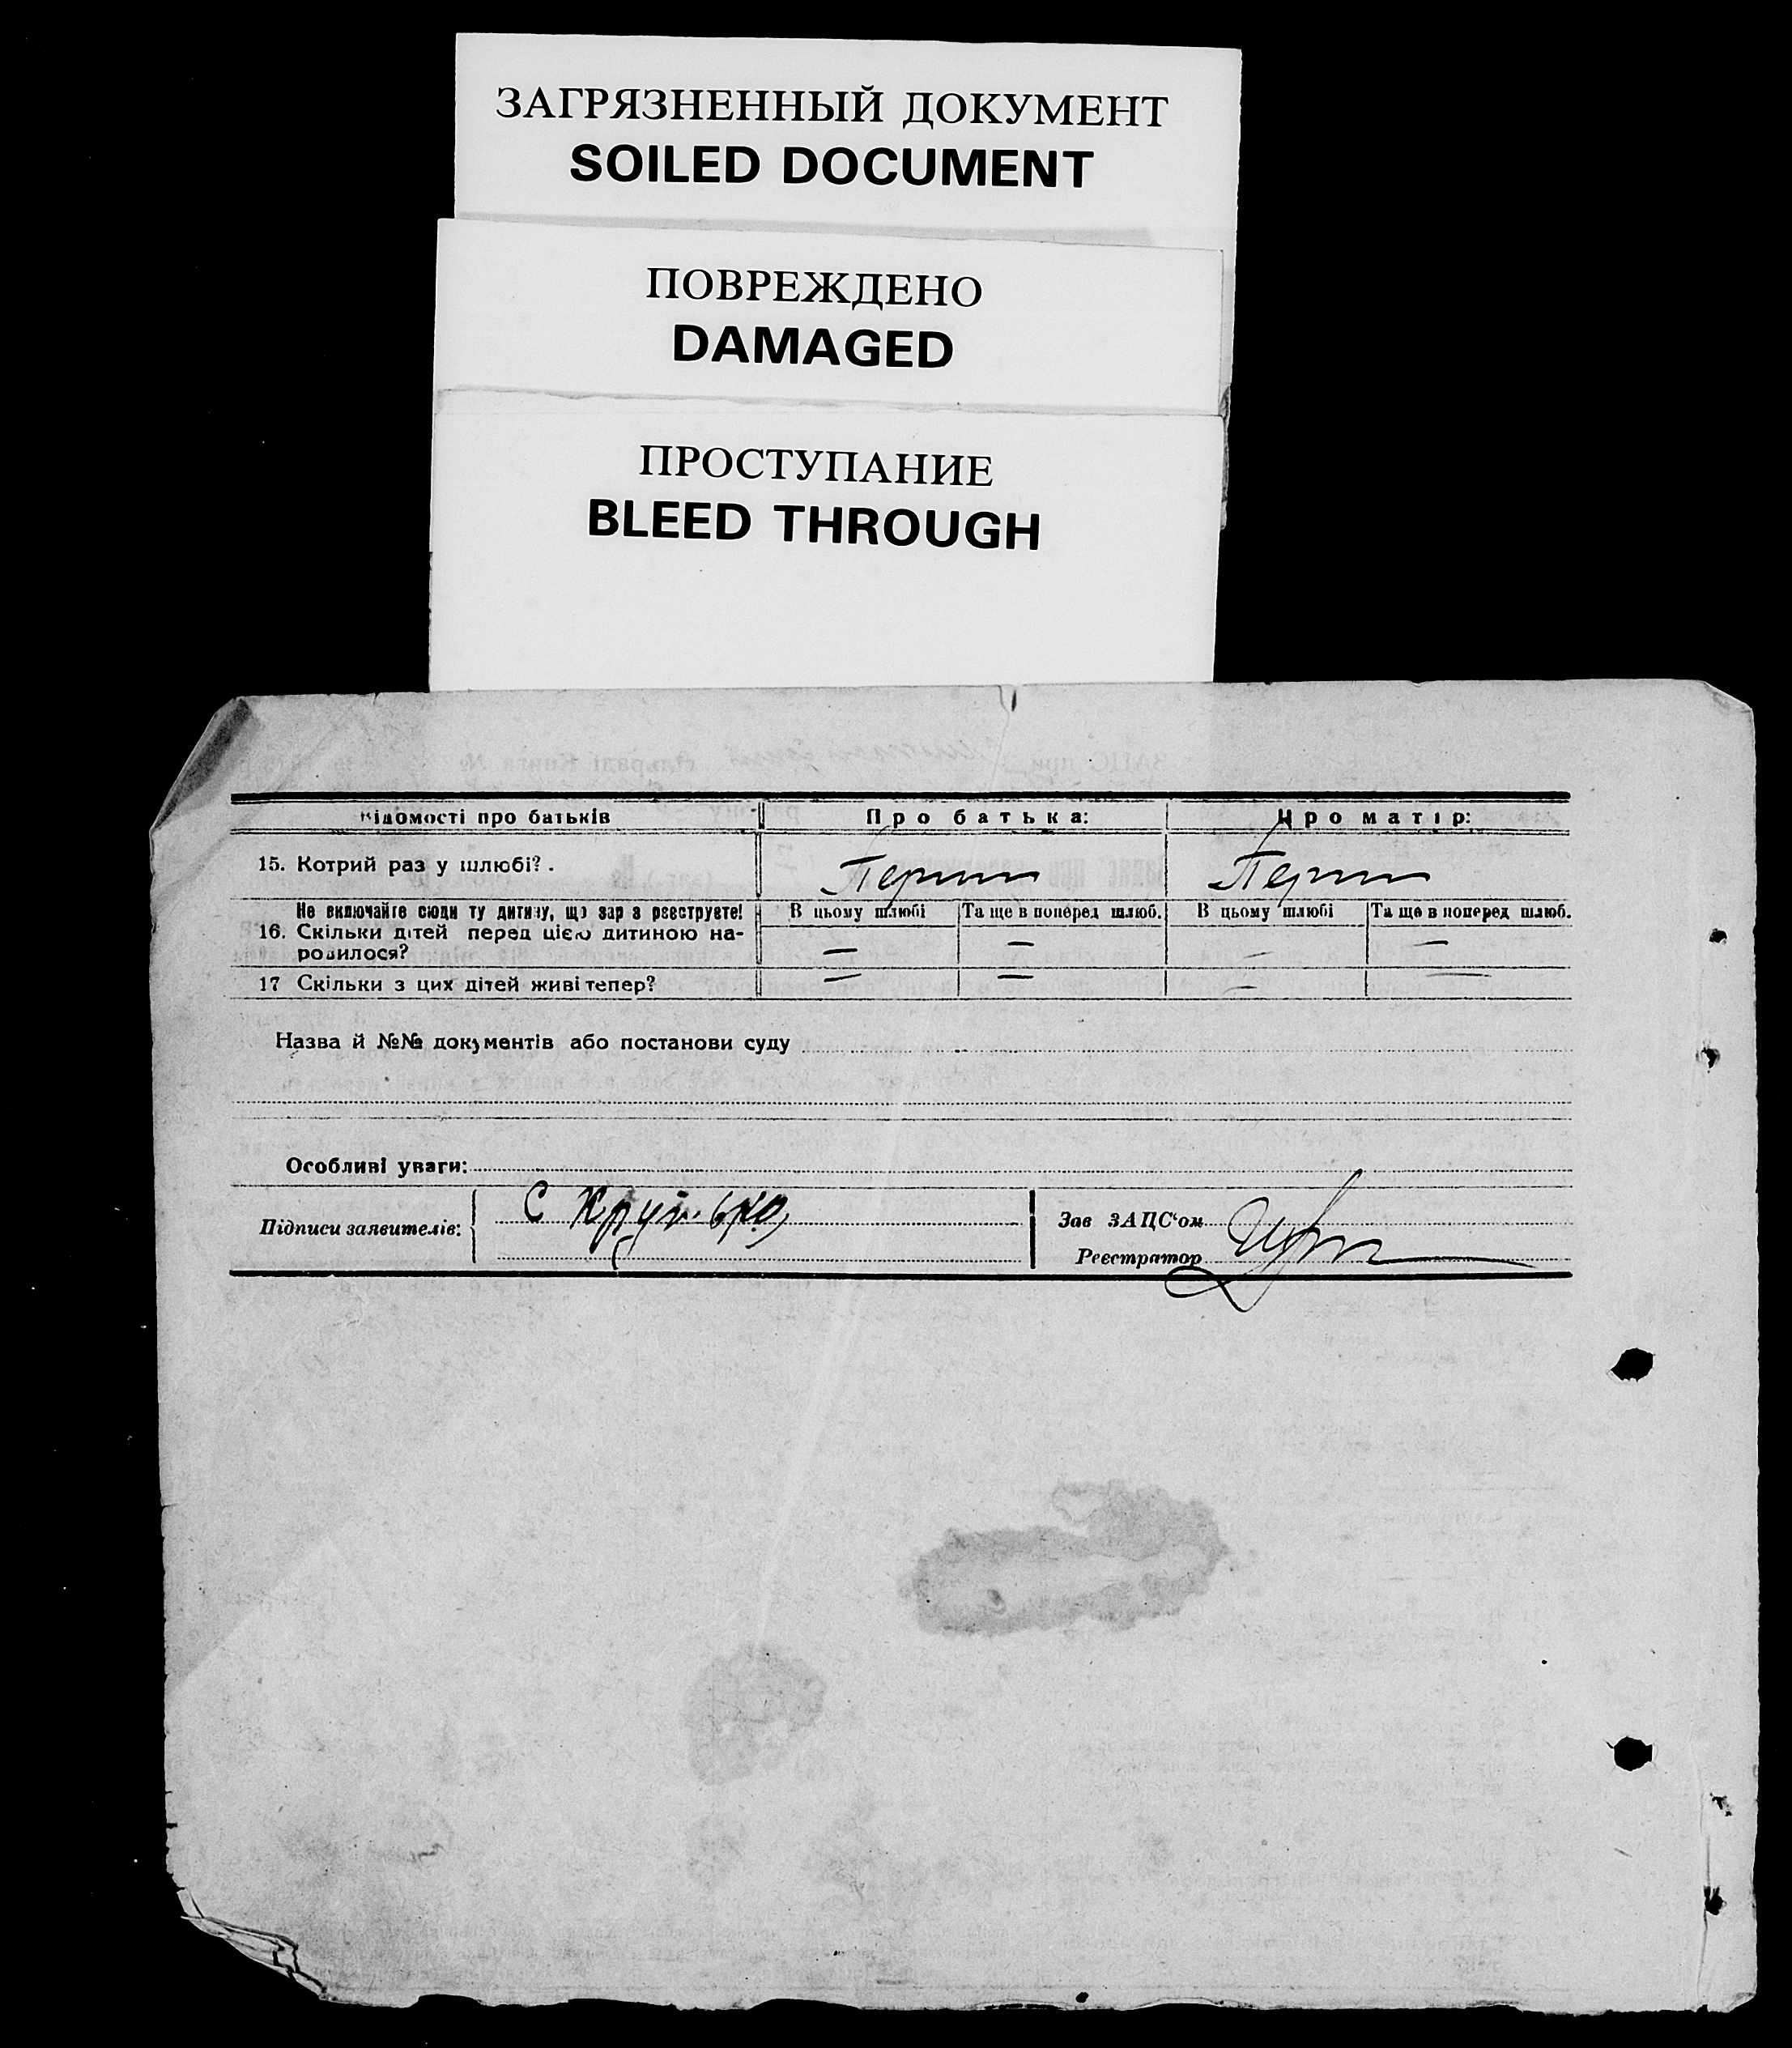 ЗАГРЯЗНЕННЫЙ ДОКУМЕНТ
SOILED DOCUMENT
ПОВРЕЖДЕНО
DAMAGED
ПРОСТУПАНИЕ
BLEED THROUGH
Відомості про батьків Про батька: Про матір:
15. Котрий раз у шлюбі?. Перший Перший
Не включайте сюди ту дитину, що зараз реєструєте! В цьому шлюбі Та ще в поперед шлюб. В цьому шлюбі Та ще в поперед шлюб.
16. Скільки дітей перед цією дитиною на- — — — —
родилося?
17 Скільки з цих дітей живі тепер? — — — —
Назва й №№ документів або постанови суду
Особливі уваги:
Підписи заявителів: С Зав ЗАЦС'ом
Реєстратор